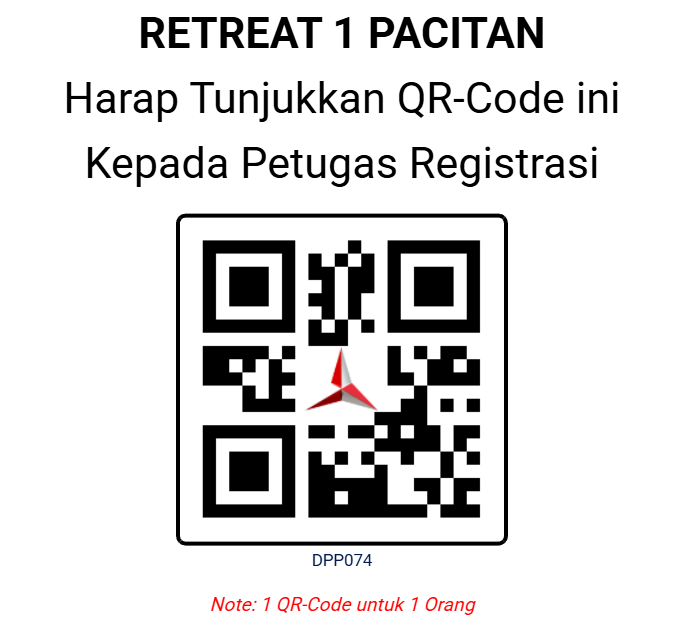 RETREAT 1 PACITAN
Harap Tunjukkan QR-Code ini
Kepada Petugas Registrasi
DPP074
Note: 1 QR-Code untuk 1 Orang